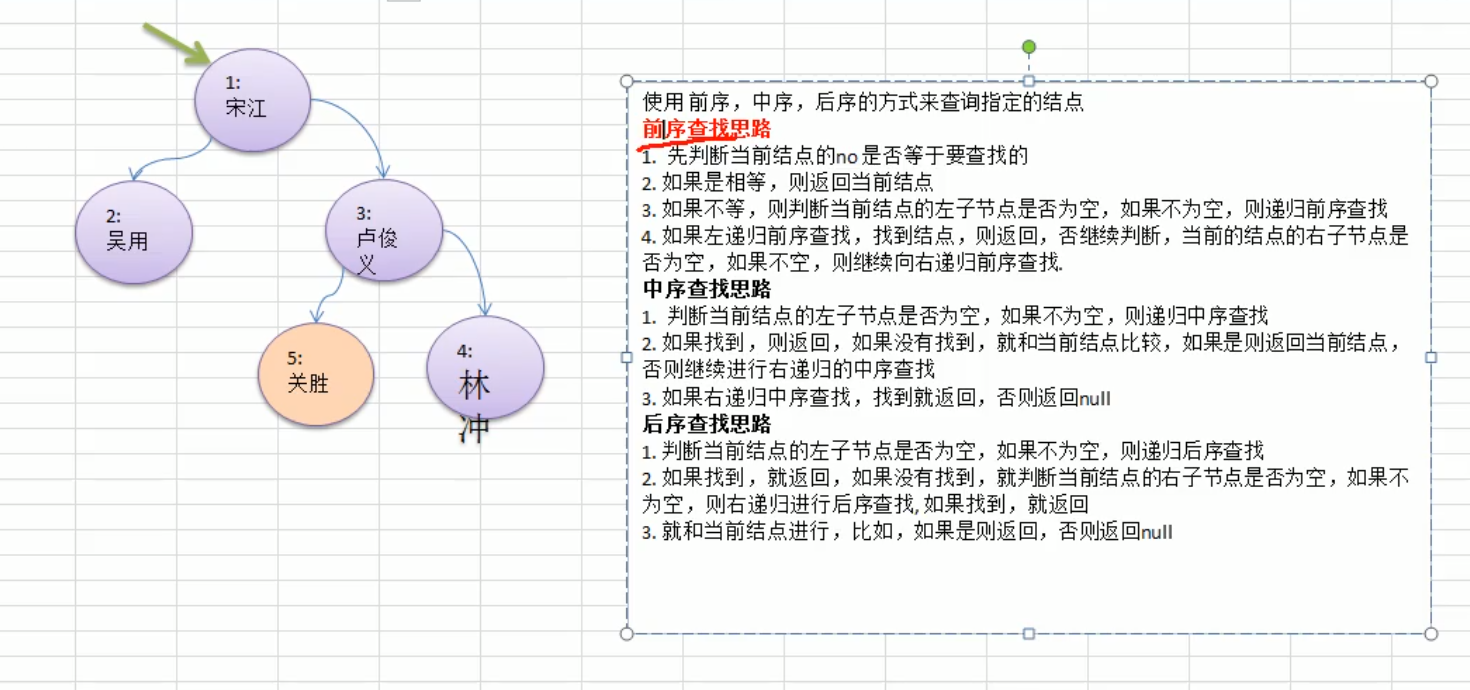 1:
宋江
2:
吴用
3:
卢俊
义
5:
关胜
4:
林
冲
使用前序，中序，后序的方式来查询指定的结点
前序查找思路
1. 先判断当前结点的no是否等于要查找的
2. 如果是相等，则返回当前结点
3. 如果不等，则判断当前结点的左子节点是否为空，如果不为空，则递归前序查找
4. 如果左递归前序查找，找到结点，则返回，否继续判断，当前的结点的右子节点是
否为空，如果不空，则继续向右递归前序查找.
中序查找思路
1. 判断当前结点的左子节点是否为空，如果不为空，则递归中序查找
2. 如果找到，则返回，如果没有找到，就和当前结点比较，如果是则返回当前结点，
否则继续进行右递归的中序查找
3. 如果右递归中序查找，找到就返回，否则返回null
后序查找思路
1. 判断当前结点的左子节点是否为空，如果不为空，则递归后序查找
2. 如果找到，就返回，如果没有找到，就判断当前结点的右子节点是否为空，如果不
为空，则右递归进行后序查找,如果找到，就返回
3. 就和当前结点进行，比如，如果是则返回，否则返回null